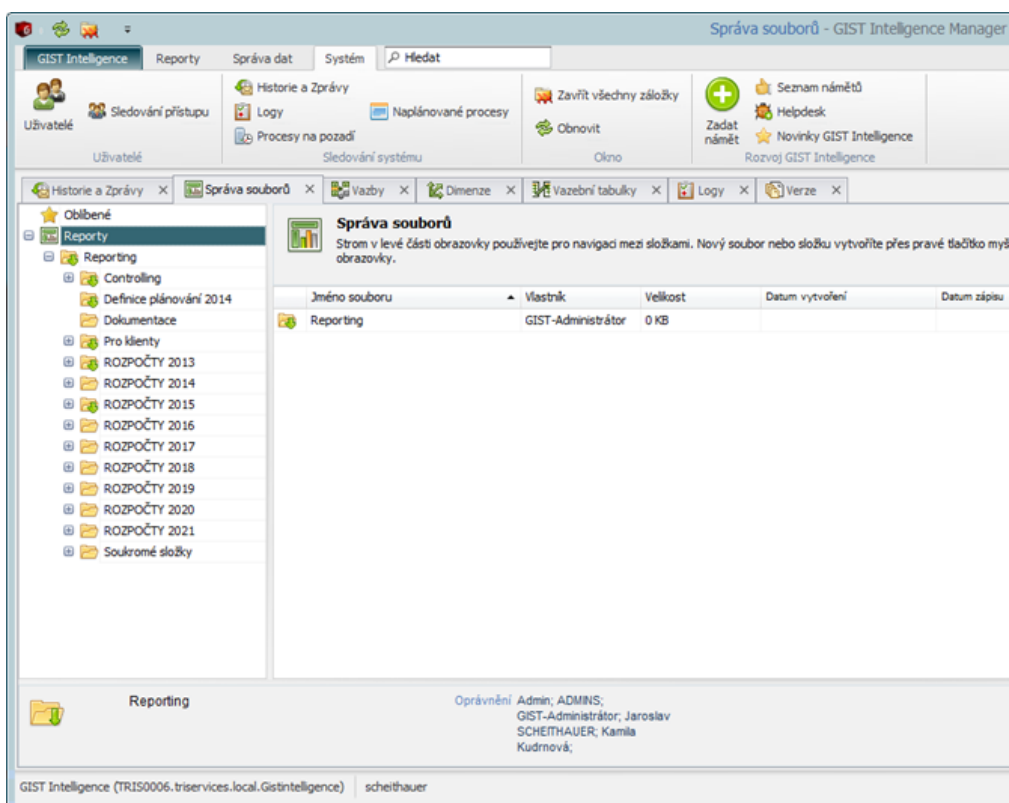 Správa souborů - GIST Intelligence Manager
GIST Intelligence Reporty Správa dat Systém Hledat
Uživatelé
Sledování přístupu
Uživatelé
Historie a Zprávy
Logy
Procesy na pozadí
Naplánované procesy
Sledování systému
Zavřít všechny záložky
Obnovit
Okno
Zadat
námět
Seznam námětů
Helpdesk
Novinky GIST Intelligence
Rozvoj GIST Intelligence
Historie a Zprávy Správa souborů Vazby Dimenze Vazební tabulky Logy Verze
Oblíbené
Reporty
Reporting
Controlling
Definice plánování 2014
Dokumentace
Pro klienty
ROZPOČTY 2013
ROZPOČTY 2014
ROZPOČTY 2015
ROZPOČTY 2016
ROZPOČTY 2017
ROZPOČTY 2018
ROZPOČTY 2019
ROZPOČTY 2020
ROZPOČTY 2021
Soukromé složky
Správa souborů
Strom v levé části obrazovky používejte pro navigaci mezi složkami. Nový soubor nebo složku vytvoříte přes pravé tlačítko myš
obrazovky.
Jméno souboru Vlastník Velikost Datum vytvoření Datum zápisu
Reporting GIST-Administrátor 0 KB
Reporting
Oprávnění Admin; ADMINS;
GIST-Administrátor; Jaroslav
SCHEITHAUER; Kamila
Kudrnová;
GIST Intelligence (TRIS0006.triservices.local.Gistintelligence) scheithauer